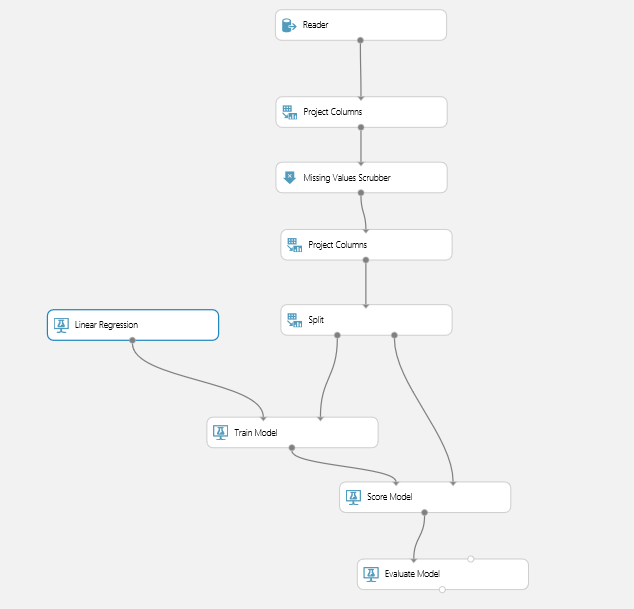 Reader
Project Columns
Missing Values Scrubber
Project Columns
Linear Regression
Split
Train Model
Score Model
Evaluate Model